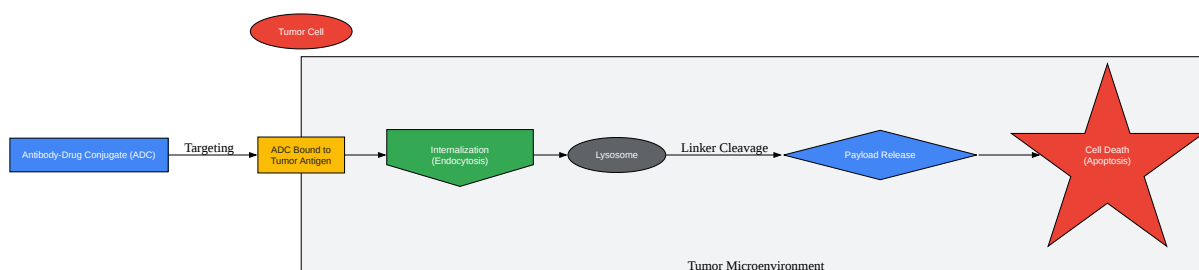 Tumor Cell
Antibody-Drug Conjugate (ADC)
Targeting
ADC Bound to
Tumor Antigen
Internalization
(Endocytosis)
Lysosome
Linker Cleavage
Payload Release
Cell Death
(Apoptosis)
Tumor Microenvironment